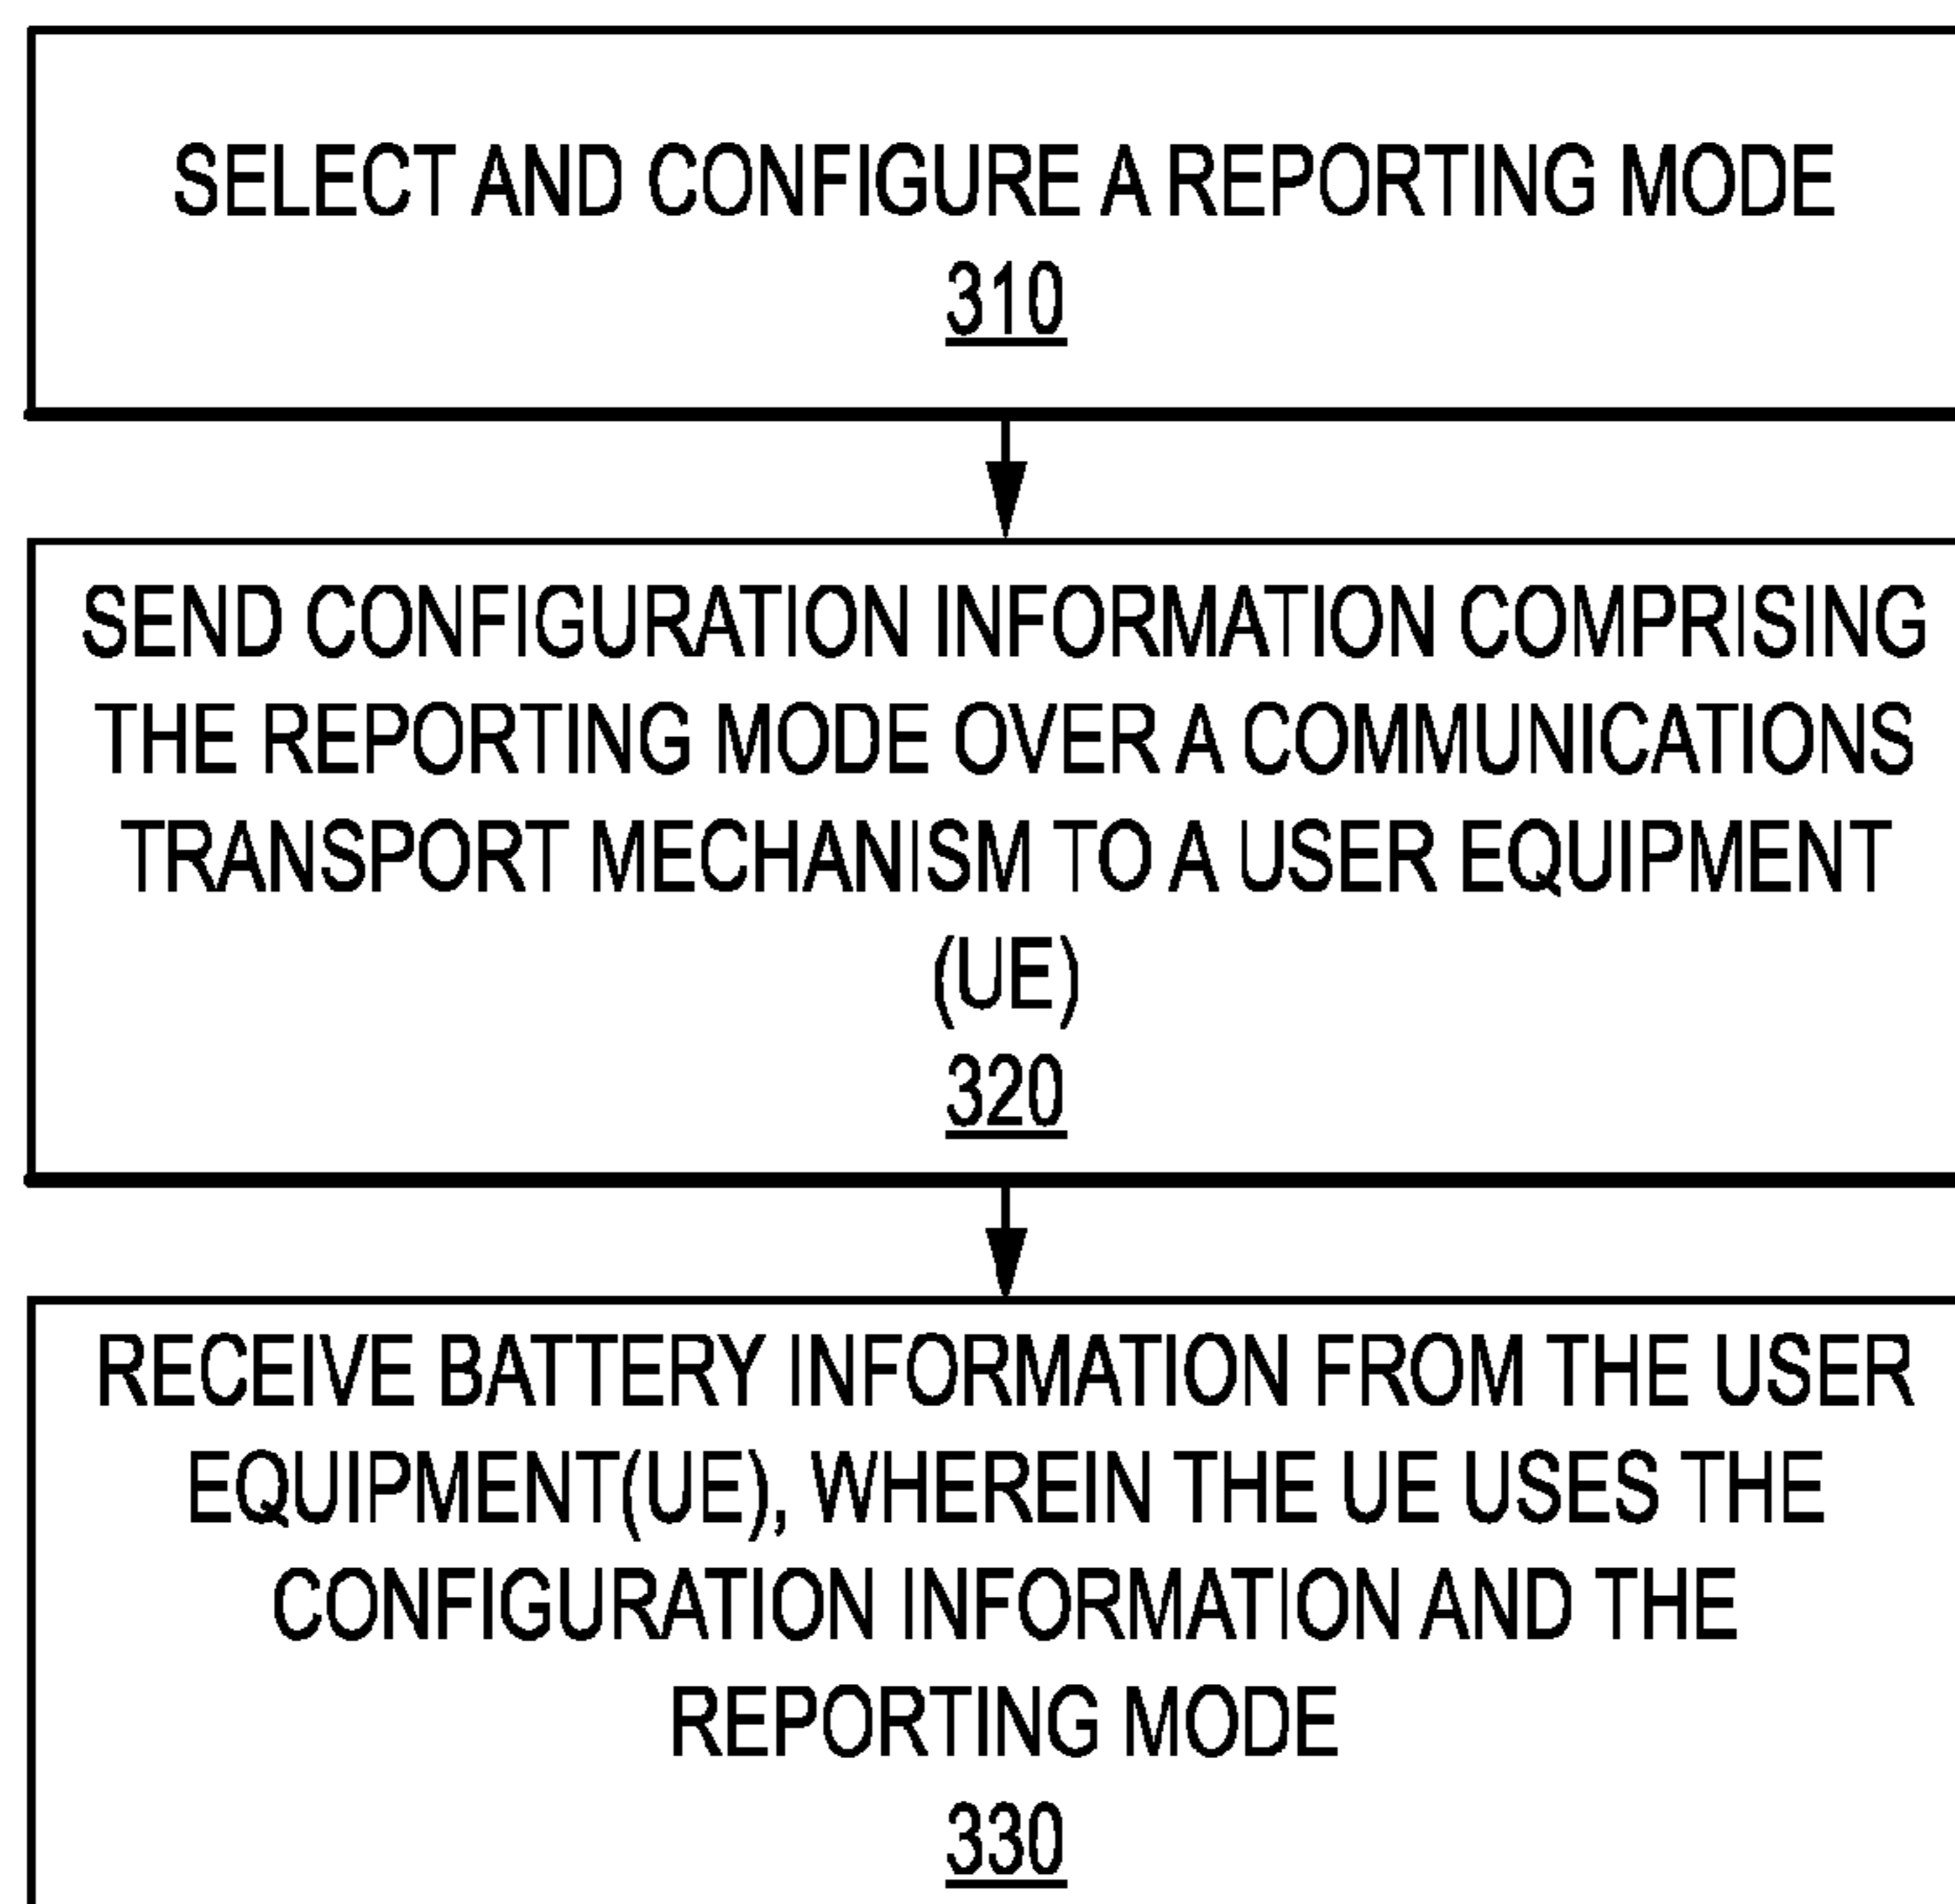 SELECT AND CONFIGURE A REPORTING MODE
310
SEND CONFIGURATION INFORMATION COMPRISING
THE REPORTING MODE OVER A COMMUNICATIONS
TRANSPORT MECHANISM TO A USER EQUIPMENT
(UE)
320
RECEIVE BATTERY INFORMATION FROM THE USER
EQUIPMENT(UE), WHEREIN THE UE USES THE
CONFIGURATION INFORMATION AND THE
REPORTING MODE
330